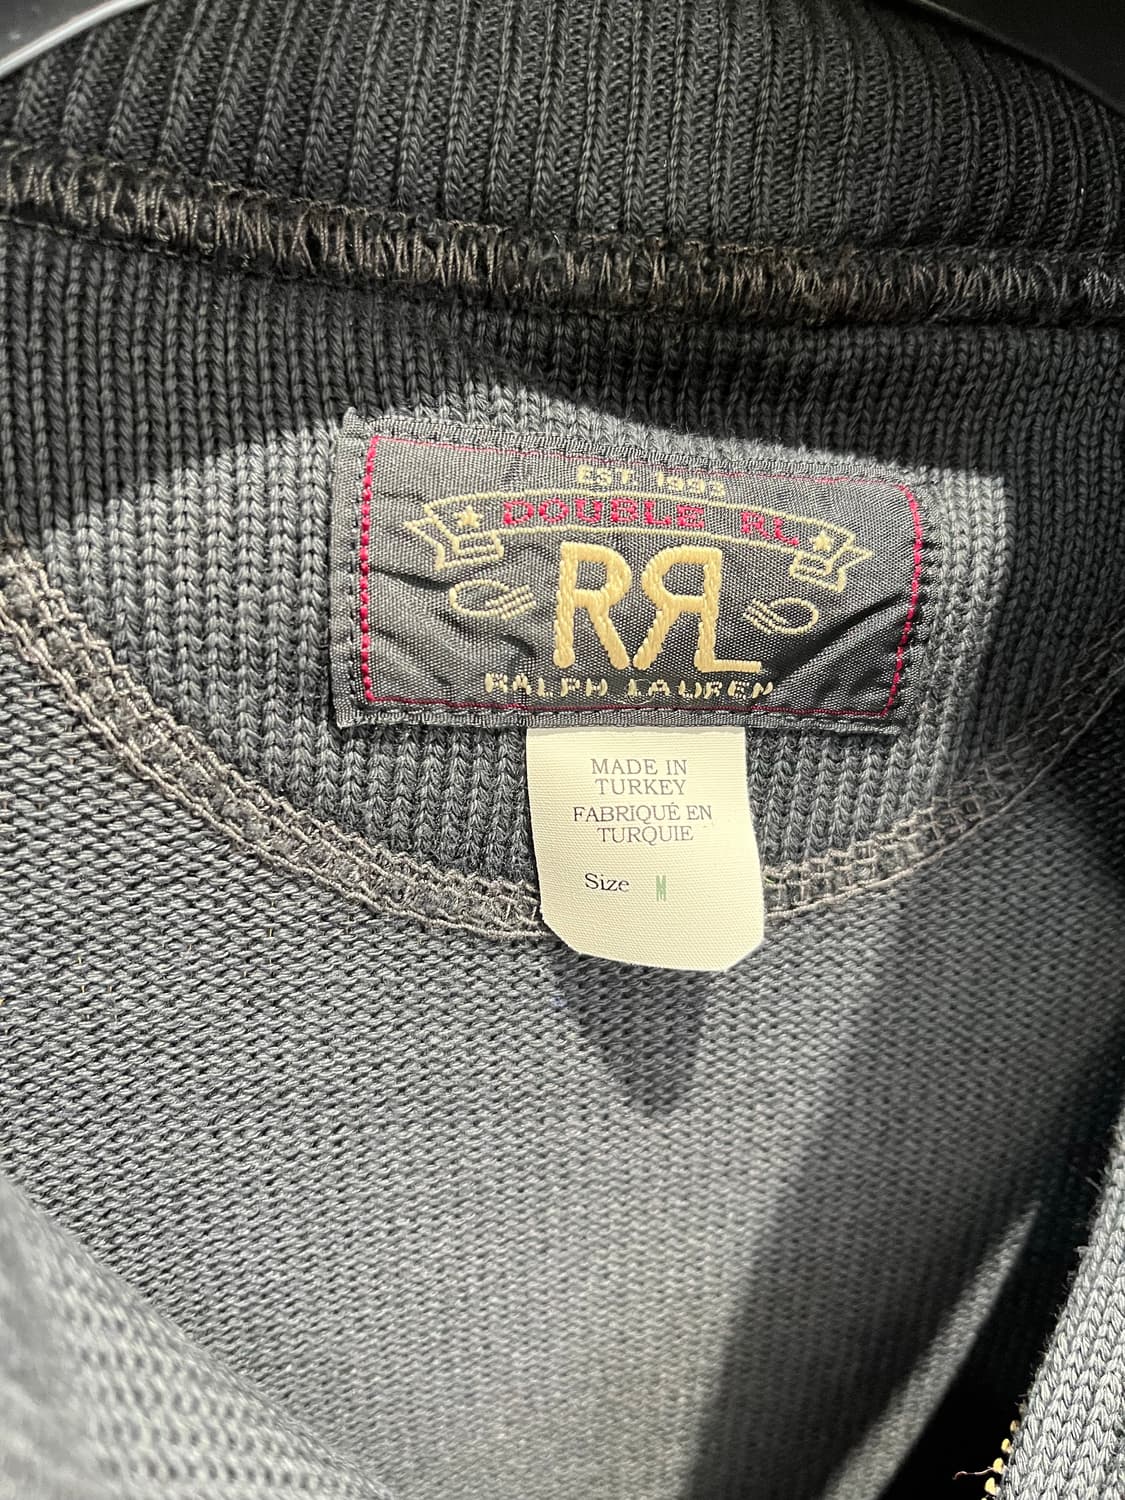 EST. 1993
DOUBLE RL
RRL
RALPH LAUREN
MADE IN
TURKEY
FABRIQUÉ EN
TURQUIE
Size M